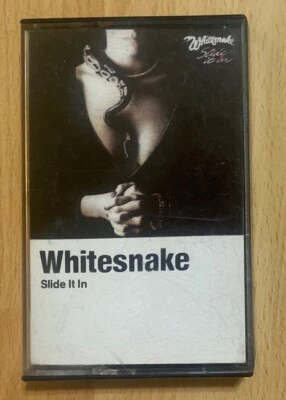 Whitesnake
Slide
it in
Whitesnake
Slide It In